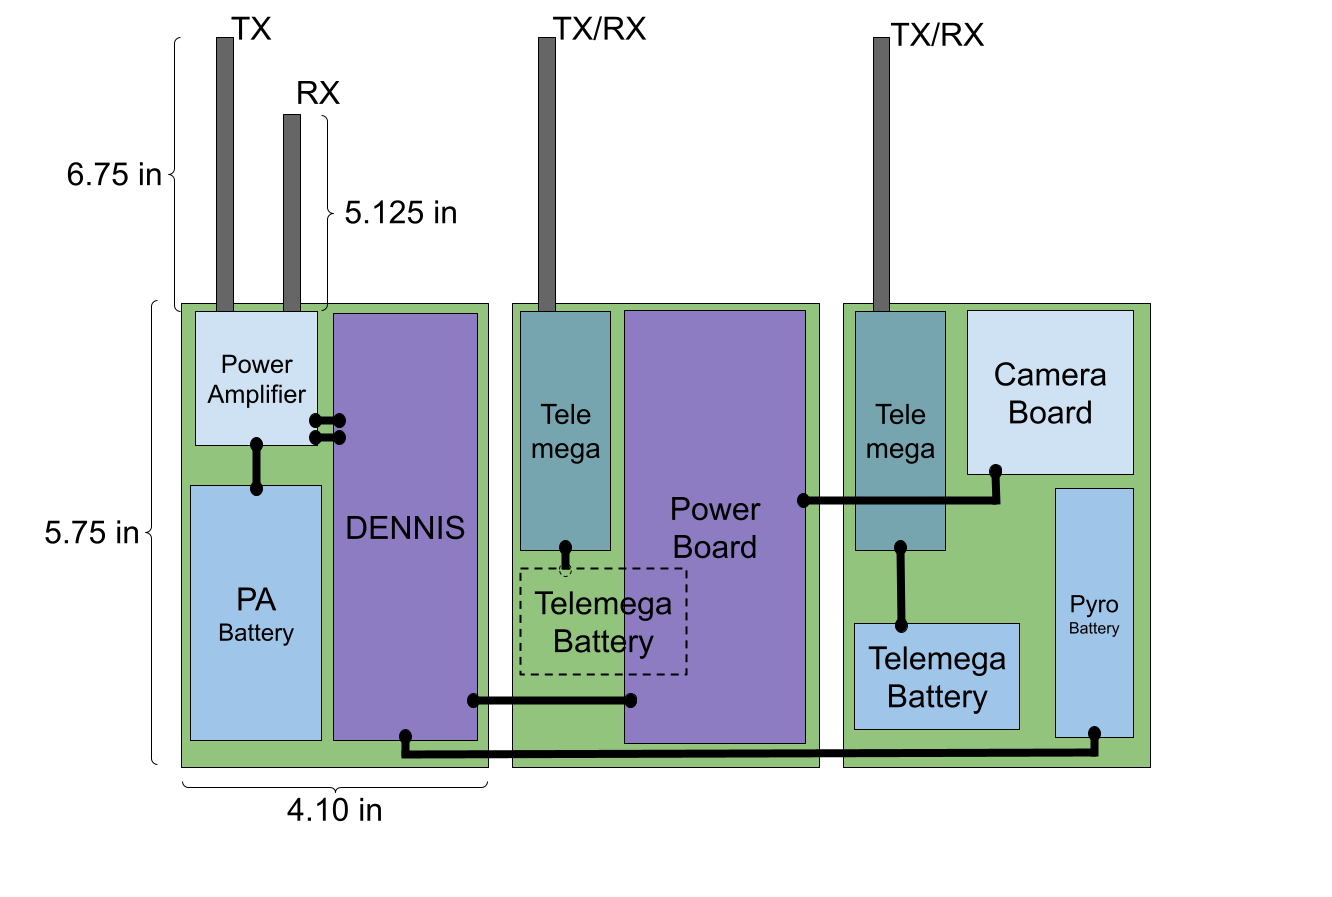 TX
TX/RX
TX/RX
RX
6.75 in
5.125 in
Power
Amplifier
DENNIS
PA
Battery
5.75 in
4.10 in
Tele
mega
Power
Board
Telemega
Battery
Tele
mega
Camera
Board
Telemega
Battery
Pyro
Battery